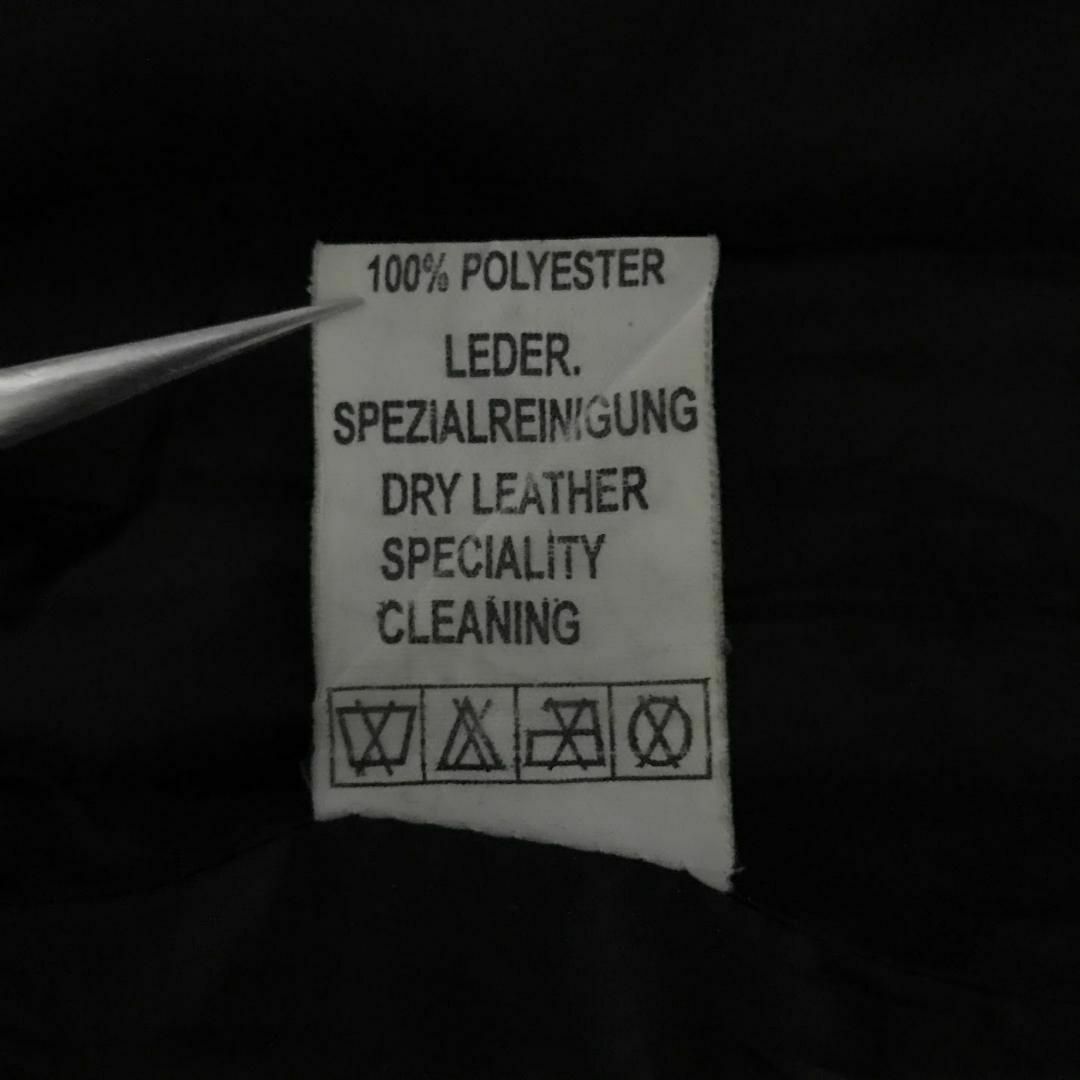 100% POLYESTER
LEDER.
SPEZIALREINIGUNG
DRY LEATHER
SPECIALITY
CLEANING